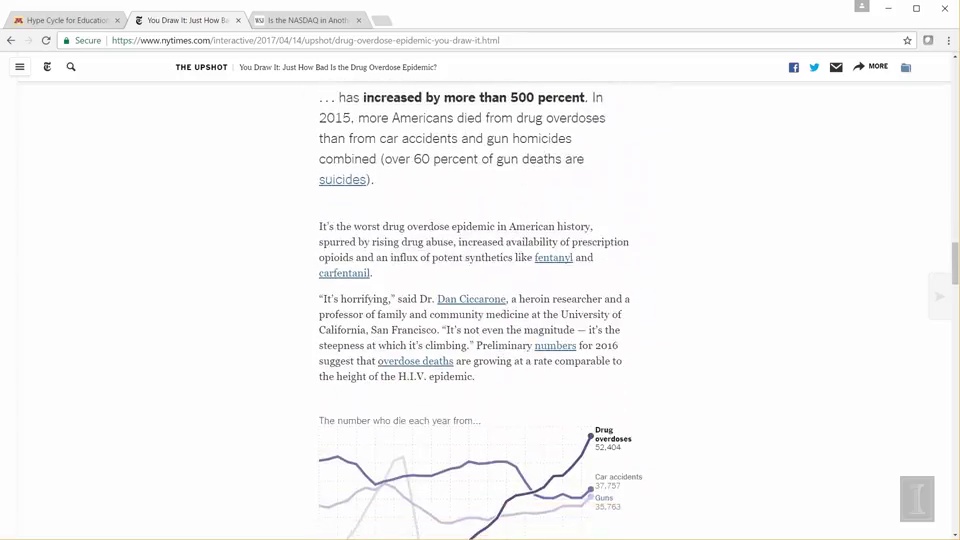 Hype Cycle for Education
You Draw It: Just How Ba
Is the NASDAQ in Anoth
Secure
https://www.nytimes.com/interactive/2017/04/14/upshot/drug-overdose-epidemic-you-draw-it.html
THE UPSHOT
You Draw It: Just How Bad Is the Drug Overdose Epidemic?
MORE
. . . has increased by more than 500 percent. In
2015, more Americans died from drug overdoses
than from car accidents and gun homicides
combined (over 60 percent of gun deaths are
suicides).
It’s the worst drug overdose epidemic in American history,
spurred by rising drug abuse, increased availability of prescription
opioids and an influx of potent synthetics like fentanyl and
carfentanil.
“It’s horrifying,” said Dr. Dan Ciccarone, a heroin researcher and a
professor of family and community medicine at the University of
California, San Francisco. “It’s not even the magnitude — it’s the
steepness at which it’s climbing.” Preliminary numbers for 2016
suggest that overdose deaths are growing at a rate comparable to
the height of the H.I.V. epidemic.
The number who die each year from...
Drug
overdoses
52,404
Car accidents
37,757
Guns
35,763